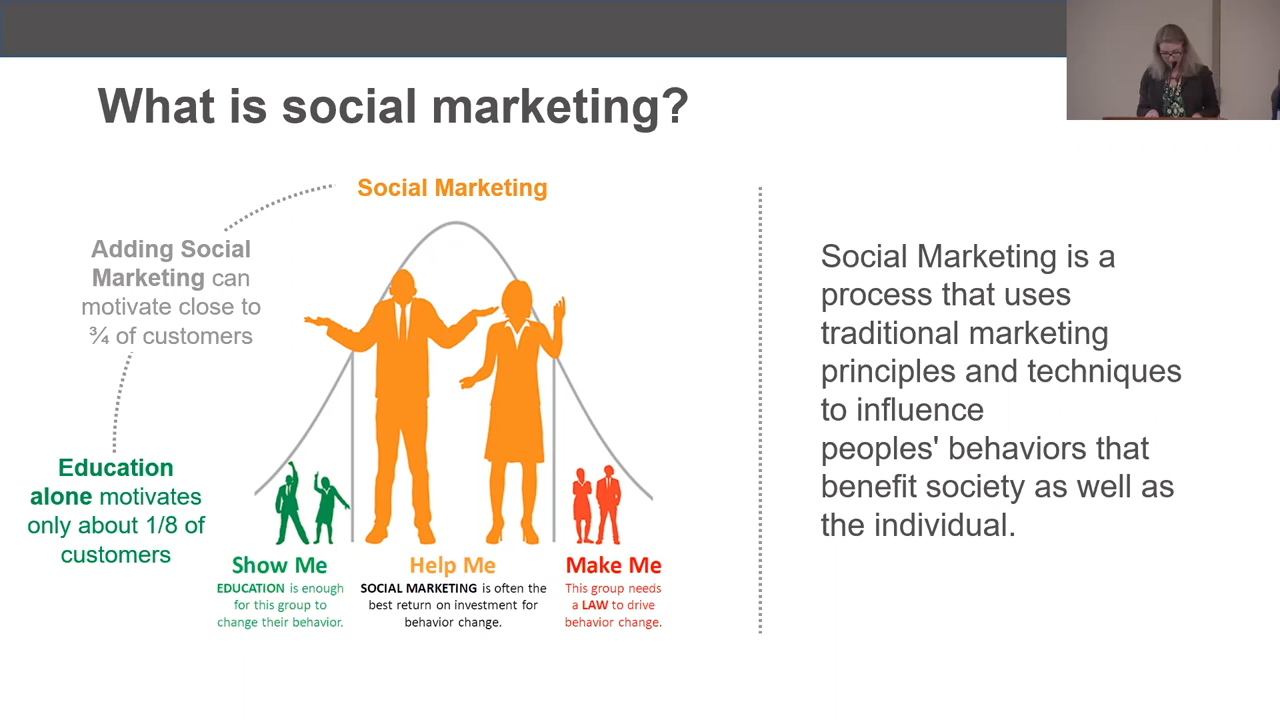 What is social marketing?
Social Marketing
Adding Social
Marketing can
motivate close to
¾ of customers
Education
alone motivates
only about 1/8 of
customers
Show Me
EDUCATION is enough
for this group to
change their behavior.
Help Me
SOCIAL MARKETING is often the
best return on investment for
behavior change.
Make Me
This group needs
a LAW to drive
behavior change.
Social Marketing is a
process that uses
traditional marketing
principles and techniques
to influence
peoples' behaviors that
benefit society as well as
the individual.